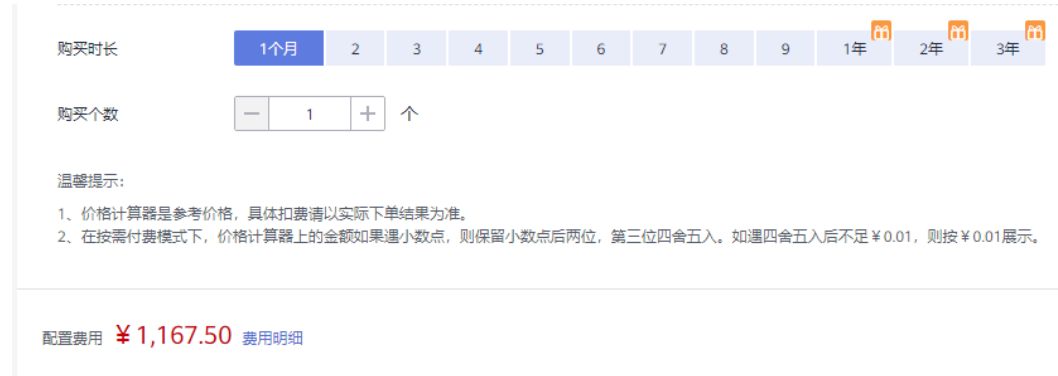 购买时长 1个月 2 3 4 5 6 7 8 9 1年 2年 3年
购买个数 1 个
温馨提示：
1、价格计算器是参考价格，具体扣费请以实际下单结果为准。
2、在按需付费模式下，价格计算器上的金额如果遇小数点，则保留小数点后两位，第三位四舍五入。如遇四舍五入后不足￥0.01，则按￥0.01展示。
配置费用 ￥1,167.50 费用明细